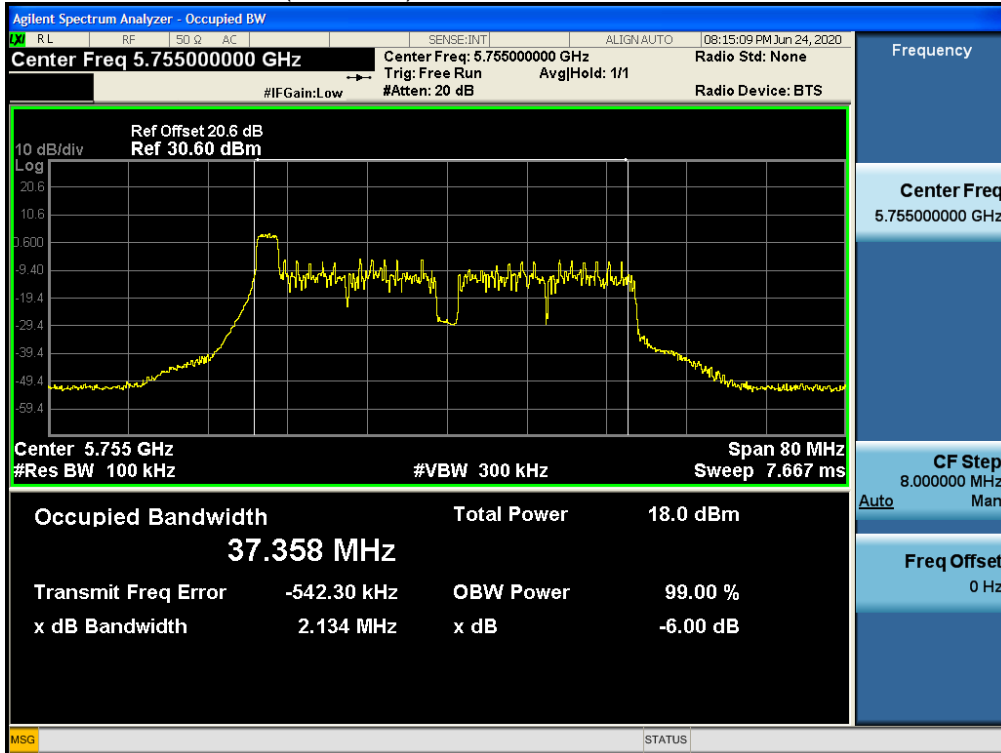 Agilent Spectrum Analyzer - Occupied BW
LXI RL RF 50 Ω AC SENSE:INT ALIGNAUTO 08:15:09 PM Jun 24, 2020
Center Freq 5.755000000 GHz
Center Freq: 5.755000000 GHz
Radio Std: None
Trig: Free Run Avg|Hold: 1/1
#IFGain:Low #Atten: 20 dB Radio Device: BTS
Frequency
Ref Offset 20.6 dB
10 dB/div Ref 30.60 dBm
Log
20.6
10.6
0.600
-9.40
-19.4
-29.4
-39.4
-49.4
-59.4
Center 5.755 GHz Span 80 MHz
#Res BW 100 kHz #VBW 300 kHz Sweep 7.667 ms
Center Freq
5.755000000 GHz
CF Step
8.000000 MHz
Auto Man
Freq Offset
0 Hz
Occupied Bandwidth Total Power 18.0 dBm
37.358 MHz
Transmit Freq Error -542.30 kHz OBW Power 99.00 %
x dB Bandwidth 2.134 MHz x dB -6.00 dB
MSG STATUS